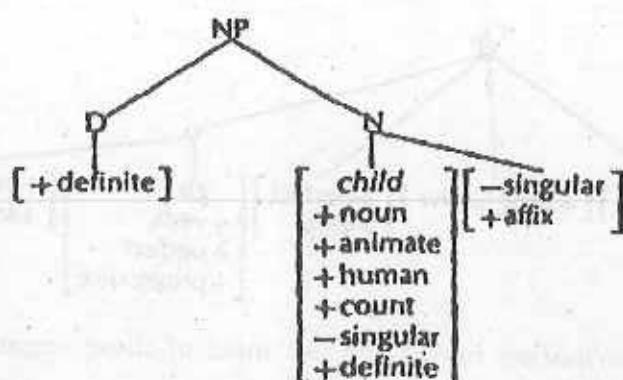 NP
D N
[+definite] child −singular
+noun +affix
+animate
+human
+count
−singular
+definite